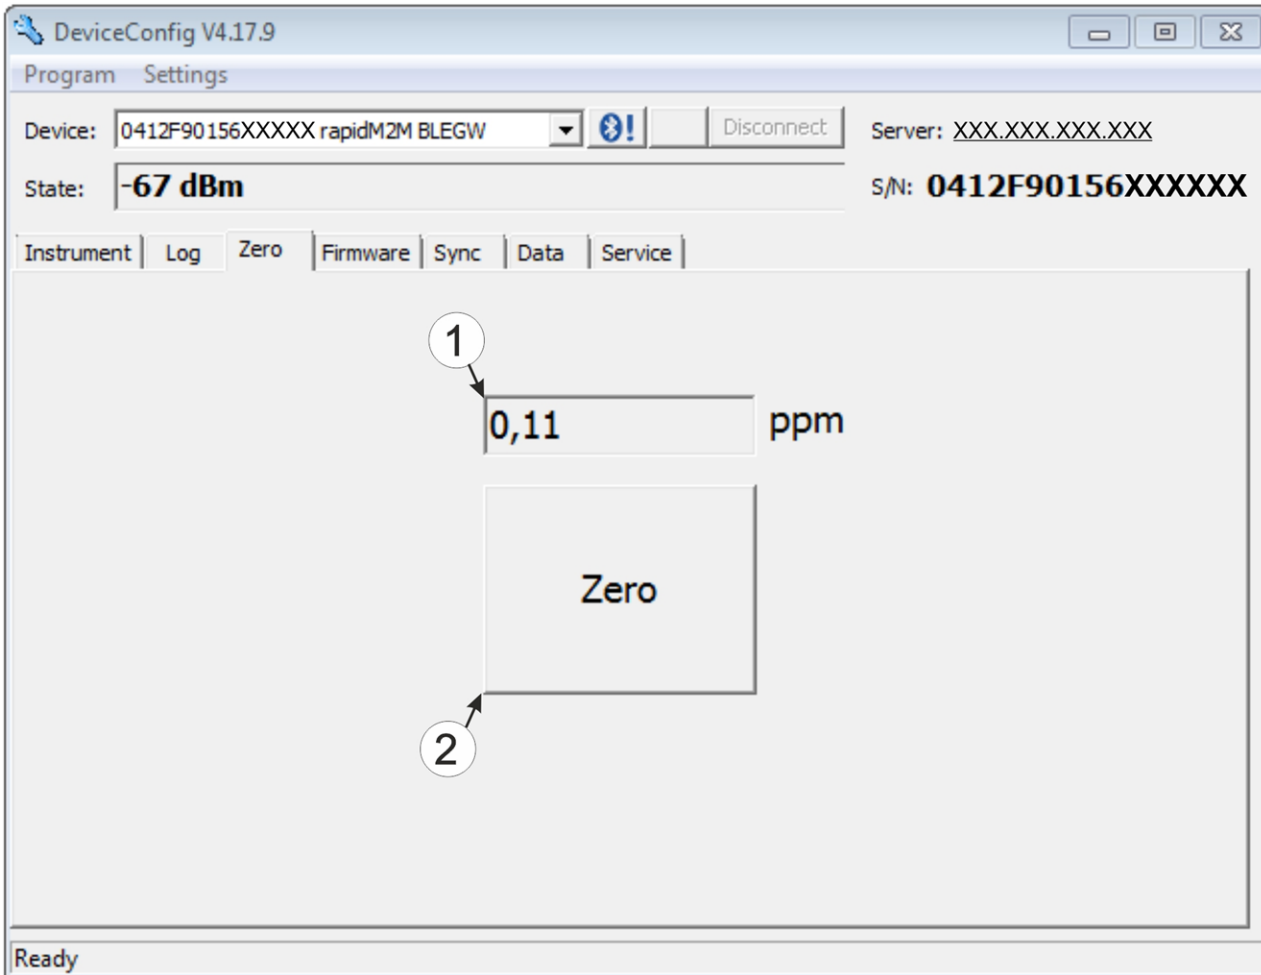 DeviceConfig V4.17.9
Program Settings
Device: 0412F90156XXXXX rapidM2M BLEGW ! Disconnect Server: XXX.XXX.XXX.XXX
State: -67 dBm S/N: 0412F90156XXXXXX
Instrument Log Zero Firmware Sync Data Service
1
0,11 ppm
Zero
2
Ready